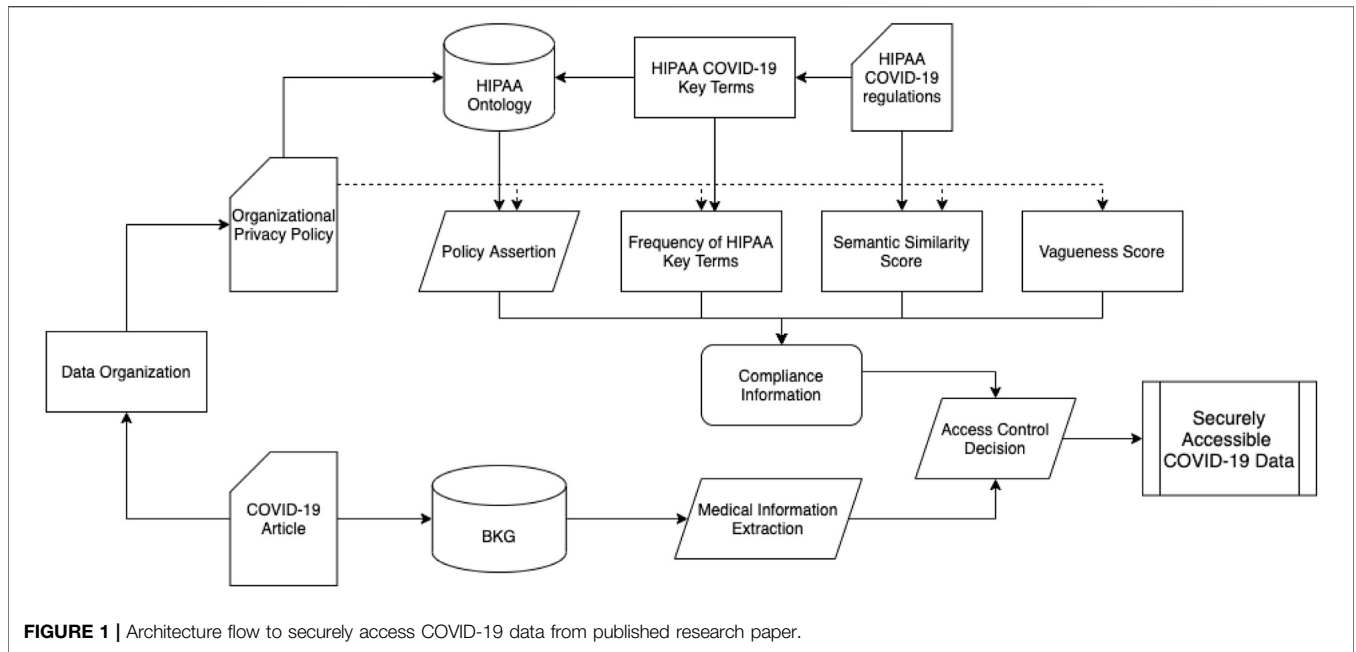 HIPAA
Ontology
HIPAA COVID-19
Key Terms
HIPAA
COVID-19
regulations
Organizational
Privacy Policy
Policy Assertion
Frequency of HIPAA
Key Terms
Semantic Similarity
Score
Vagueness Score
Data Organization
Compliance
Information
Access Control
Decision
Securely
Accessible
COVID-19 Data
COVID-19
Article
BKG
Medical Information
Extraction
FIGURE 1 | Architecture flow to securely access COVID-19 data from published research paper.